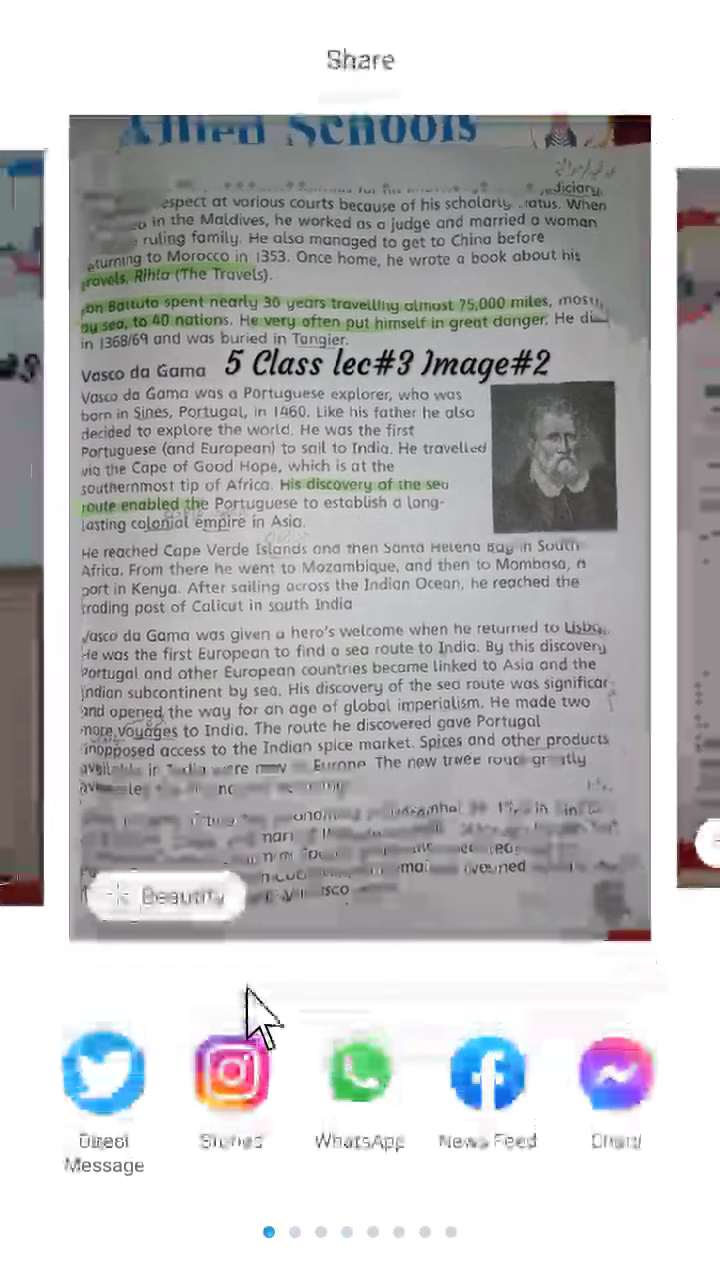 Share
Allied Schools
espect at various courts because of his scholarly When
in the Maldives, he worked as a judge and married a woman
ruling family. He also managed to get to China before
eturning to Morocco in 1353. Once home, he wrote a book about his
ravels, Rihla (The Travels).
Battuta spent nearly 30 years travelling almost 75,000 miles,
by sea, to 40 nations. He very often put himself in great danger. He
in 1368/69 and was buried in Tangier.
5 Class lec#3 Image#2
Vasco da Gama
Vasco da Gama was a Portuguese explorer, who was
born in Sines, Portugal, in 1460. Like his father he also
decided to explore the world. He was the first
Portuguese (and European) to sail to India. He travelled
via the Cape of Good Hope, which is at the
southernmost tip of Africa. His discovery of the sea
route enabled the Portuguese to establish a long-
lasting colonial empire in Asia.
He reached Cape Verde Islands and then Santa Helena Bay in South
Africa. From there he went to Mozambique, and then to Mombasa, a
port in Kenya. After sailing across the Indian Ocean, he reached the
trading post of Calicut in south India
Vasco da Gama was given a hero's welcome when he returned to
He was the first European to find a sea route to India. By this discovery
Portugal and other European countries became linked to Asia and the
Indian subcontinent by sea. His discovery of the sea route was
and opened the way for an age of global imperialism. He made two
more voyages to India. The route he discovered gave Portugal
unopposed access to the Indian spice market. Spices and other products
in India were now Europe. The new greatly
Beautify
Direct
Message
Stories
WhatsApp
News Feed
Chats